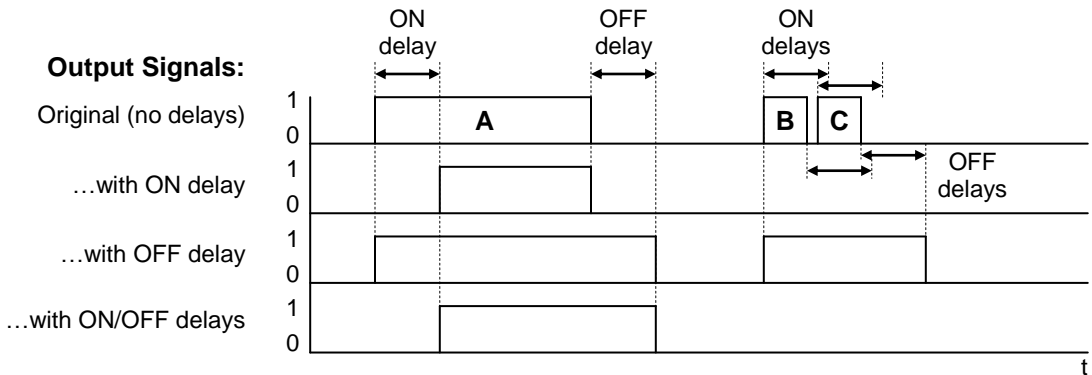 ON
delay
OFF
delay
ON
delays
Output Signals:
Original (no delays)
1
0
A
B
C
…with ON delay
1
0
OFF
delays
…with OFF delay
1
0
…with ON/OFF delays
1
0
t